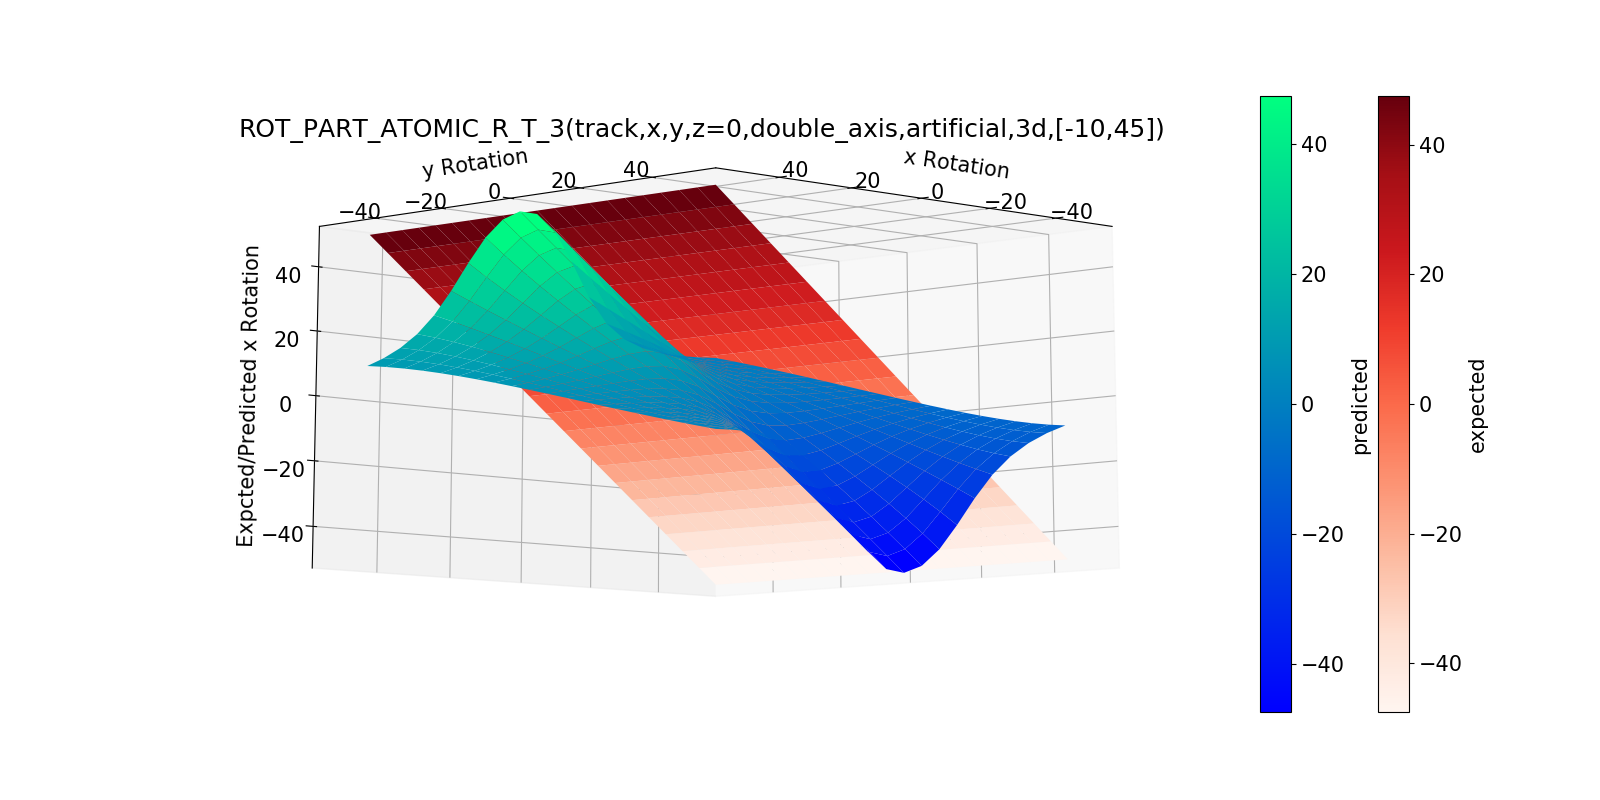 ROT_PART_ATOMIC_R_T_3(track,x,y,z=0,double_axis,artificial,3d,[-10,45])
y Rotation
x Rotation
−40 −20 0 20 40
40 20 0 −20 −40
Expcted/Predicted x Rotation
40
20
0
−20
−40
40
20
0
−20
−40
predicted
40
20
0
−20
−40
expected